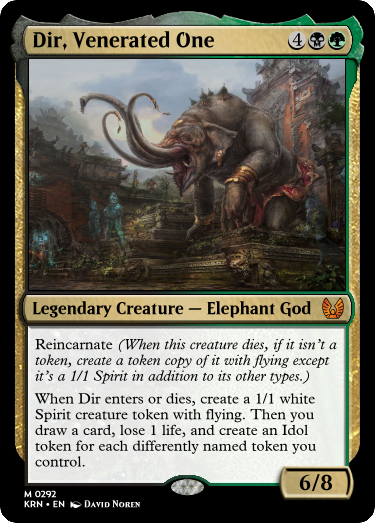 Dir, Venerated One 4
Legendary Creature — Elephant God
Reincarnate (When this creature dies, if it isn't a
token, create a token copy of it with flying except
it's a 1/1 Spirit in addition to its other types.)
When Dir enters or dies, create a 1/1 white
Spirit creature token with flying. Then you
draw a card, lose 1 life, and create an Idol
token for each differently named token you
control.
6/8
M 0292
KRN • EN DAVID NOREN